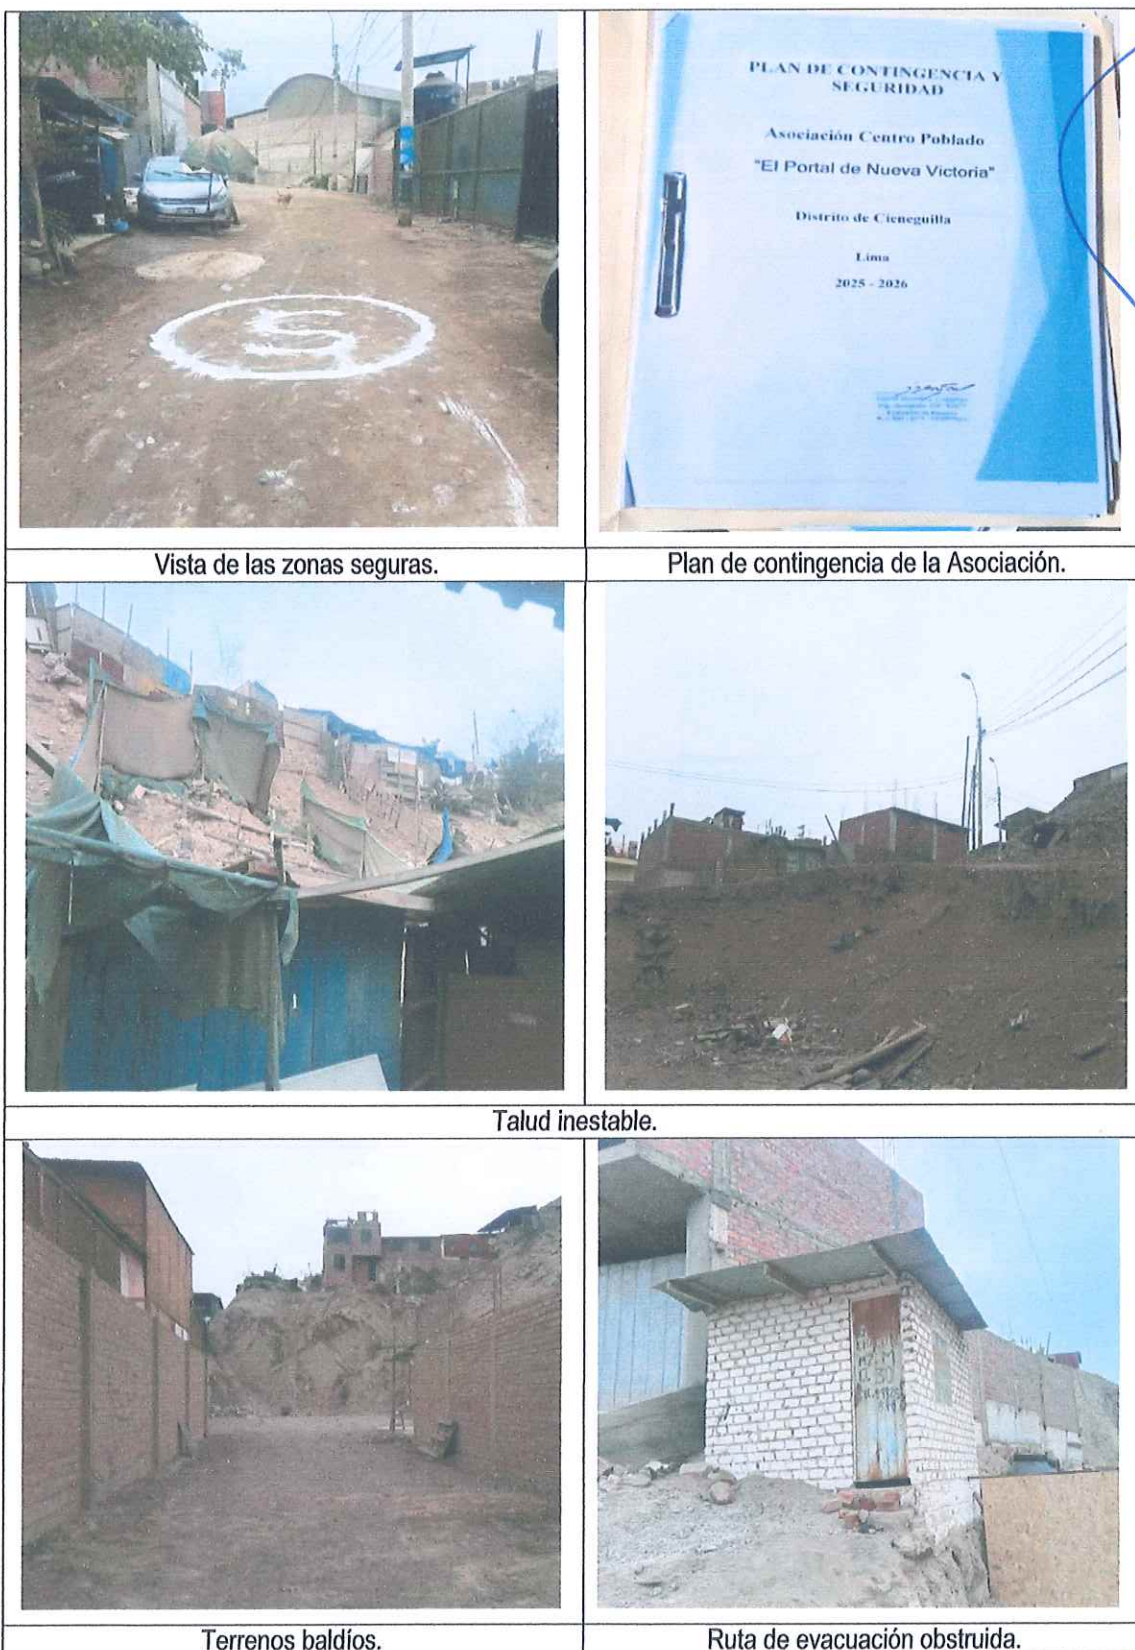 S
PLAN DE CONTINGENCIA Y
SEGURIDAD
Asociación Centro Poblado
"El Portal de Nueva Victoria"
Distrito de Cieneguilla
Lima
2025 - 2026
Vista de las zonas seguras.
Plan de contingencia de la Asociación.
Talud inestable.
Terrenos baldíos.
Ruta de evacuación obstruida.